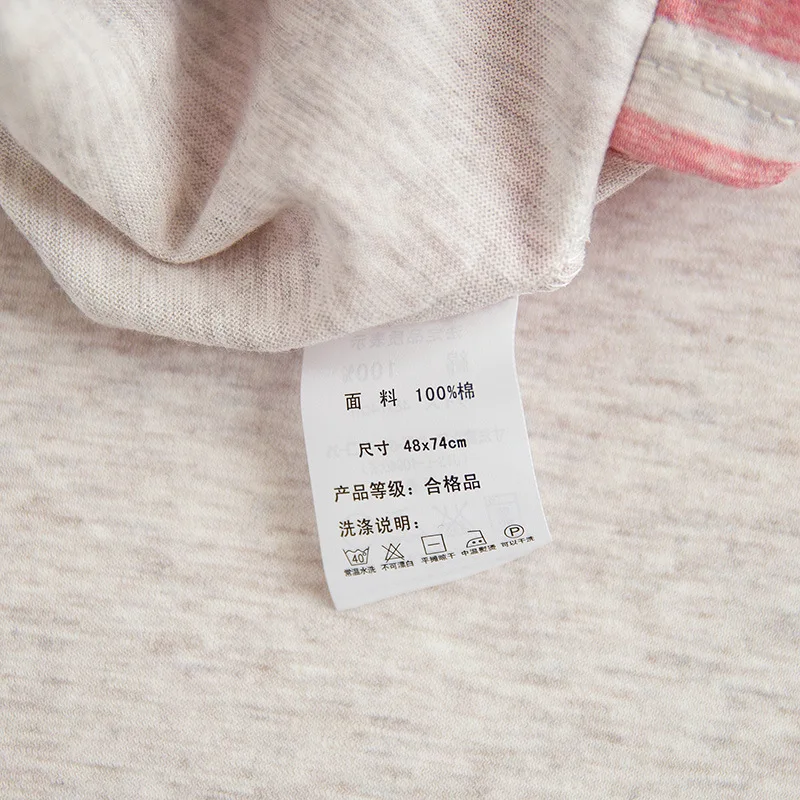 面 料 100%棉
尺寸 48x74cm
产品等级：合格品
洗涤说明：
40° P
常温水洗 不可漂白 平摊晾干 中温熨烫 可以干洗